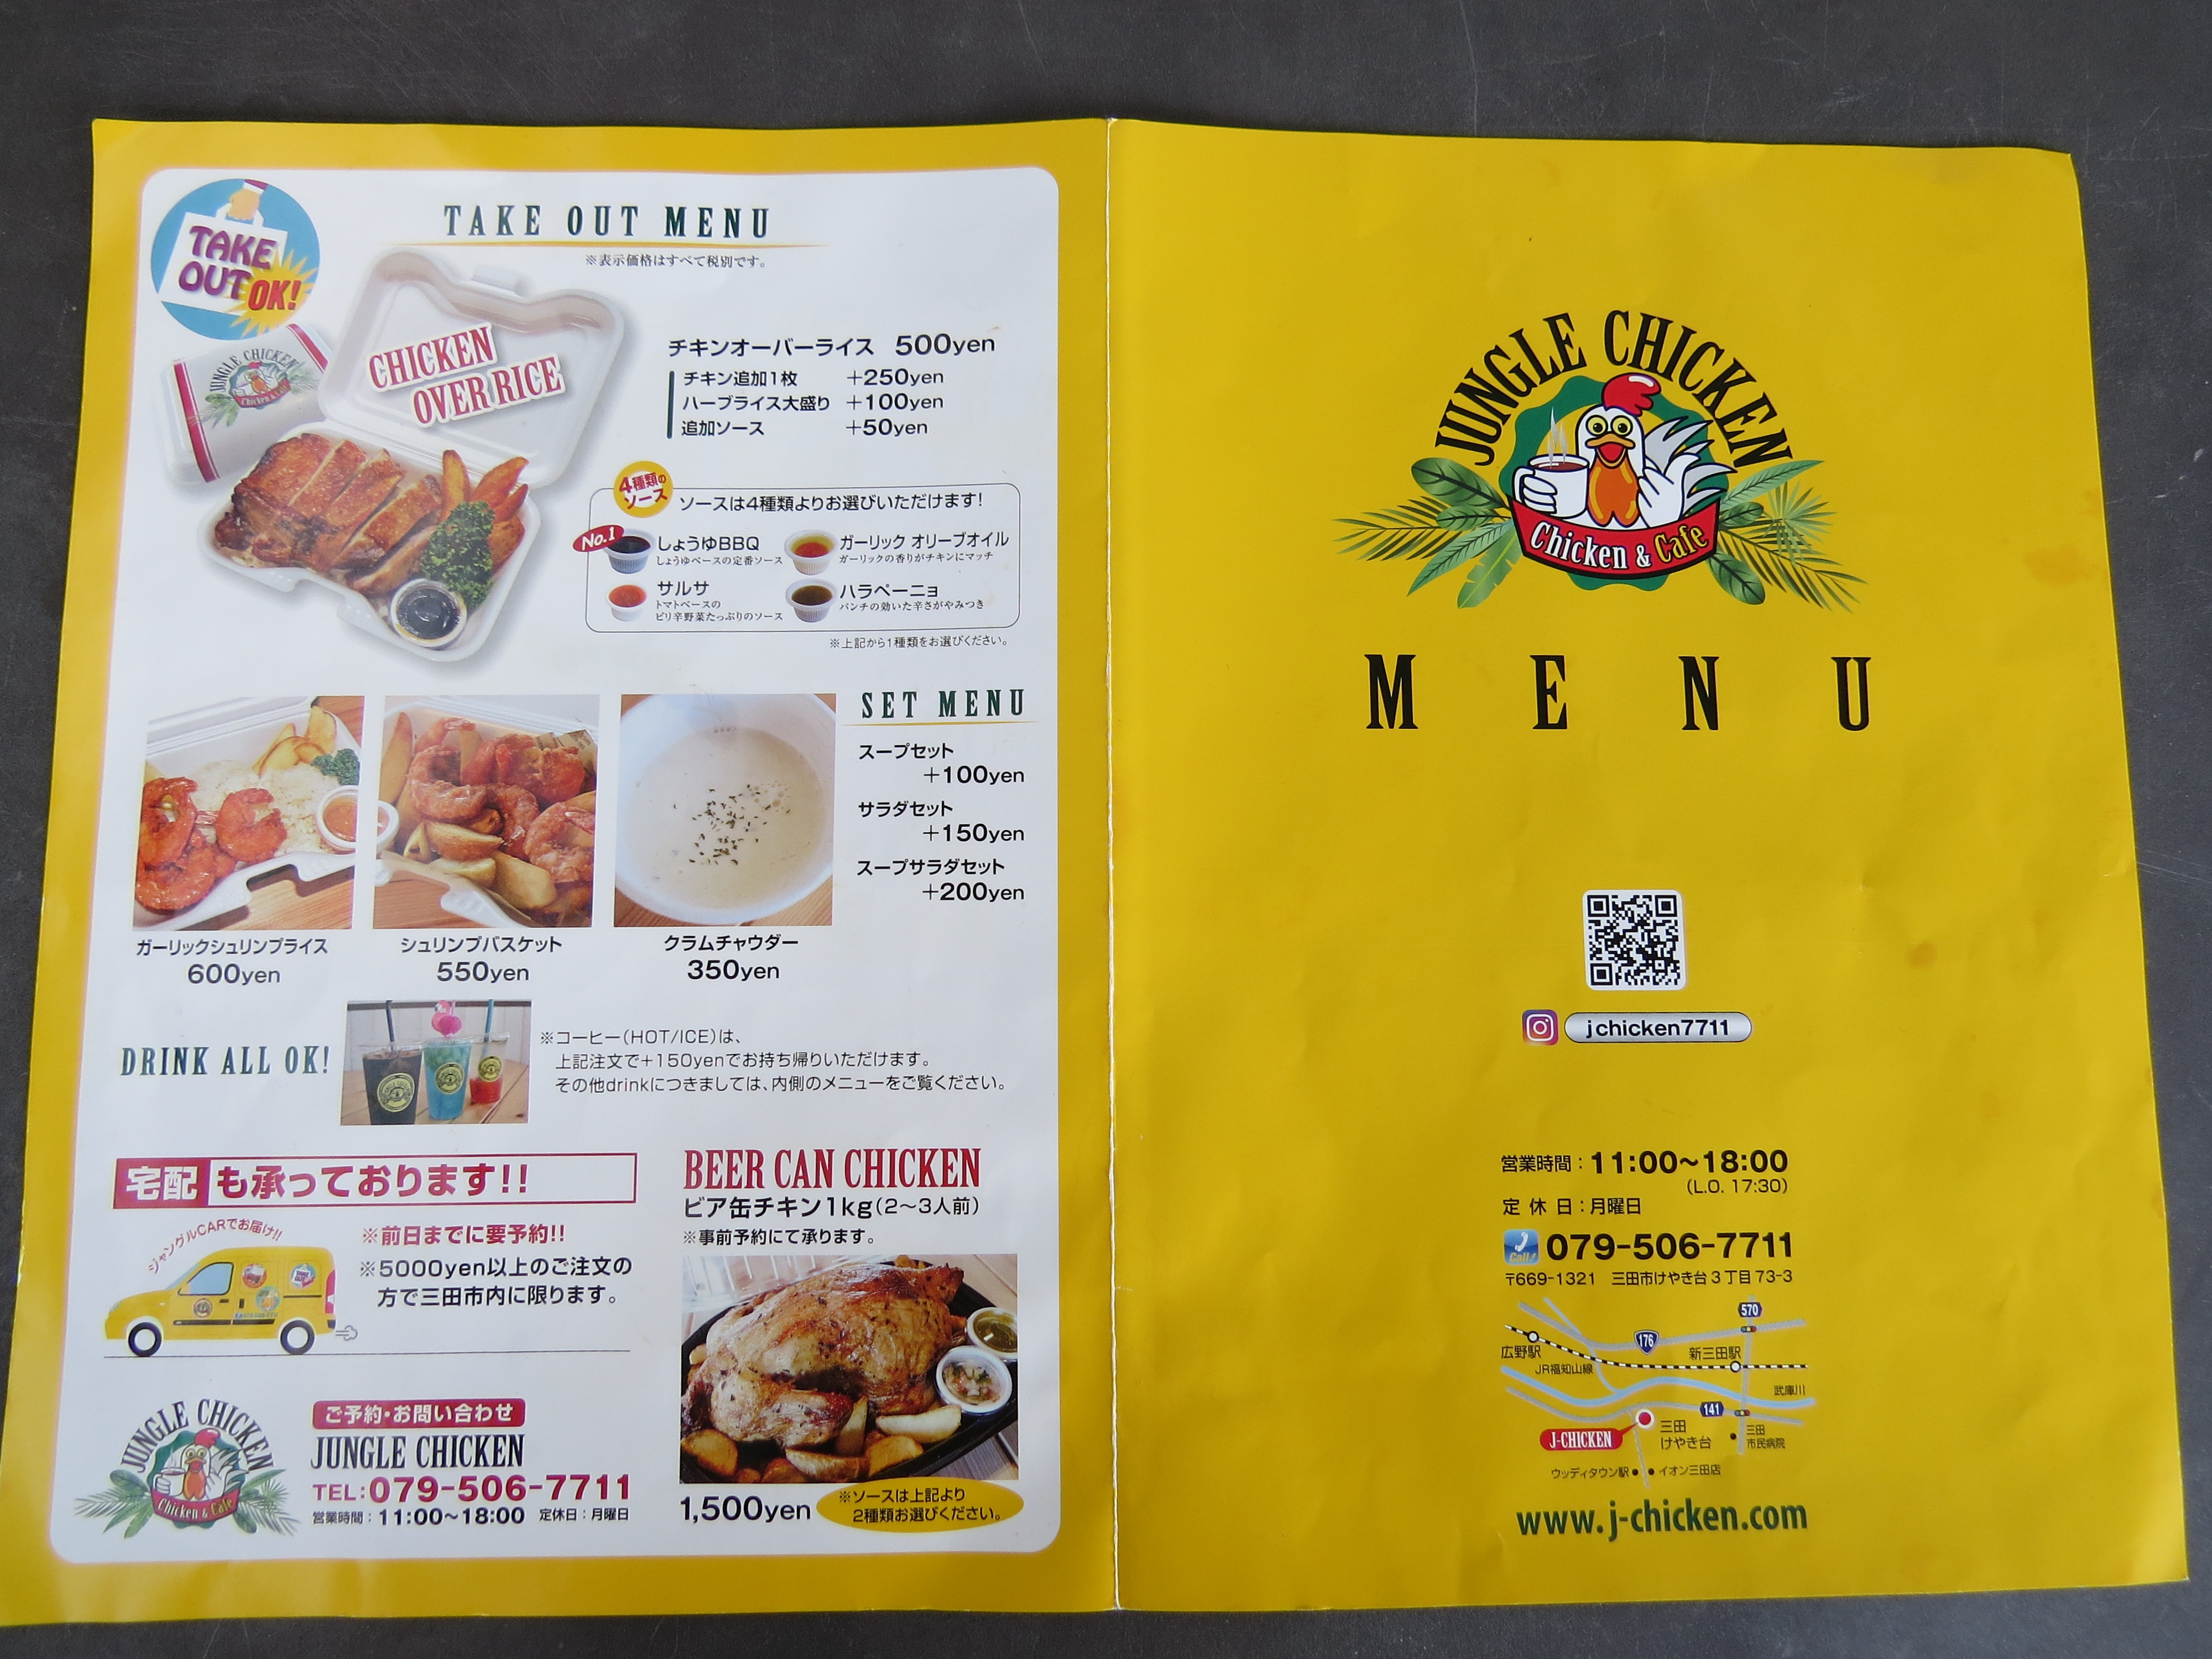 TAKE OUT OK!
TAKE OUT MENU
※表示価格はすべて税別です。
JUNGLE CHICKEN
Chicken & Cafe
CHICKEN
OVER RICE
チキンオーバーライス 500yen
チキン追加1枚 +250yen
ハーブライス大盛り +100yen
追加ソース +50yen
4種類の
ソース
ソースは4種類よりお選びいただけます!
No.1
しょうゆBBQ
しょうゆベースの定番ソース
ガーリック オリーブオイル
ガーリックの香りがチキンにマッチ
サルサ
トマトベースの
ピリ辛野菜たっぷりのソース
ハラペーニョ
パンチの効いた辛さがやみつき
※上記から1種類をお選びください。
SET MENU
スープセット
+100yen
サラダセット
+150yen
スープサラダセット
+200yen
ガーリックシュリンプライス
600yen
シュリンプバスケット
550yen
クラムチャウダー
350yen
DRINK ALL OK!
※コーヒー(HOT/ICE)は、
上記注文で+150yenでお持ち帰りいただけます。
その他drinkにつきましては、内側のメニューをご覧ください。
宅配も承っております!!
ジャングルCARでお届け!!
※前日までに要予約!!
※5000yen以上のご注文の
方で三田市内に限ります。
BEER CAN CHICKEN
ビア缶チキン1kg(2～3人前)
※事前予約にて承ります。
1,500yen
※ソースは上記より
2種類お選びください。
JUNGLE CHICKEN
Chicken & Cafe
ご予約・お問い合わせ
JUNGLE CHICKEN
TEL:079-506-7711
営業時間:11:00～18:00 定休日:月曜日
JUNGLE CHICKEN
Chicken & Cafe
MENU
jchicken7711
営業時間:11:00～18:00
(L.O. 17:30)
定休日:月曜日
Call!
079-506-7711
〒669-1321 三田市けやき台3丁目73-3
570
176
広野駅
JR福知山線
新三田駅
武庫川
141
J-CHICKEN
三田
けやき台
三田
市民病院
ウッディタウン駅
イオン三田店
www.j-chicken.com